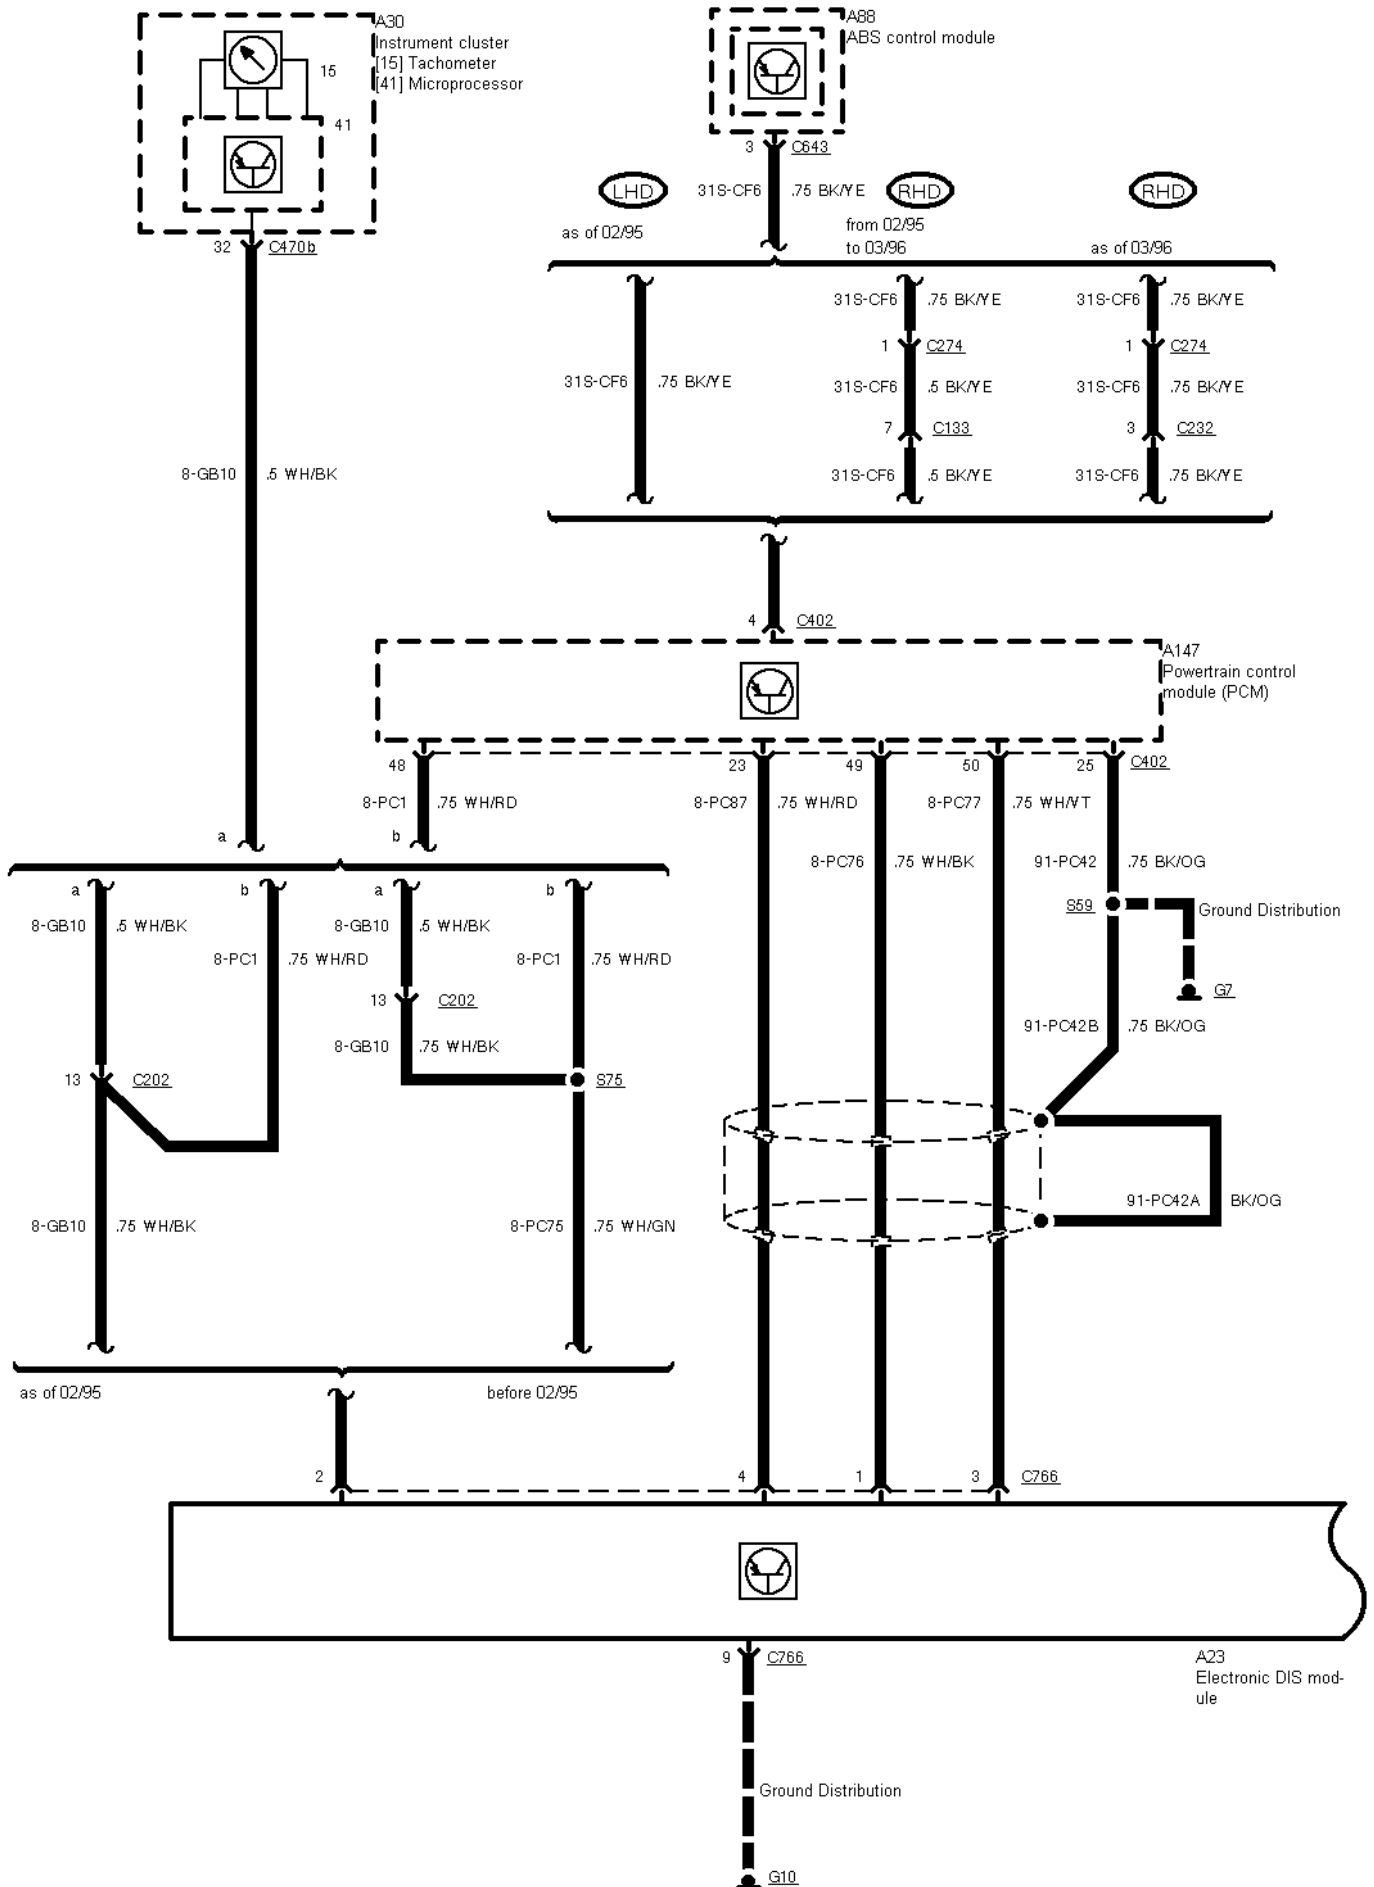 A30
Instrument cluster
[15] Tachometer
[41] Microprocessor
15
41
A88
ABS control module
3 C643
31S-CF6 .75 BK/YE
LHD
as of 02/95
RHD
from 02/95
to 03/96
RHD
as of 03/96
32 C470b
31S-CF6 .75 BK/YE
31S-CF6 .75 BK/YE
1 C274
1 C274
31S-CF6 .75 BK/YE
31S-CF6 .5 BK/YE
31S-CF6 .75 BK/YE
7 C133
3 C232
8-GB10 .5 WH/BK
31S-CF6 .5 BK/YE
31S-CF6 .75 BK/YE
4 C402
A147
Powertrain control
module (PCM)
48 23 49 50 25 C402
8-PC1 .75 WH/RD
8-PC87 .75 WH/RD
8-PC77 .75 WH/VT
a b
8-PC76 .75 WH/BK
91-PC42 .75 BK/OG
a b a b
S59
Ground Distribution
8-GB10 .5 WH/BK
8-GB10 .5 WH/BK
8-PC1 .75 WH/RD
8-PC1 .75 WH/RD
G7
13 C202
91-PC42B .75 BK/OG
8-GB10 .75 WH/BK
13 C202
S75
91-PC42A BK/OG
8-GB10 .75 WH/BK
8-PC75 .75 WH/GN
as of 02/95
before 02/95
2 4 1 3 C766
9 C766
A23
Electronic DIS mod-
ule
Ground Distribution
G10